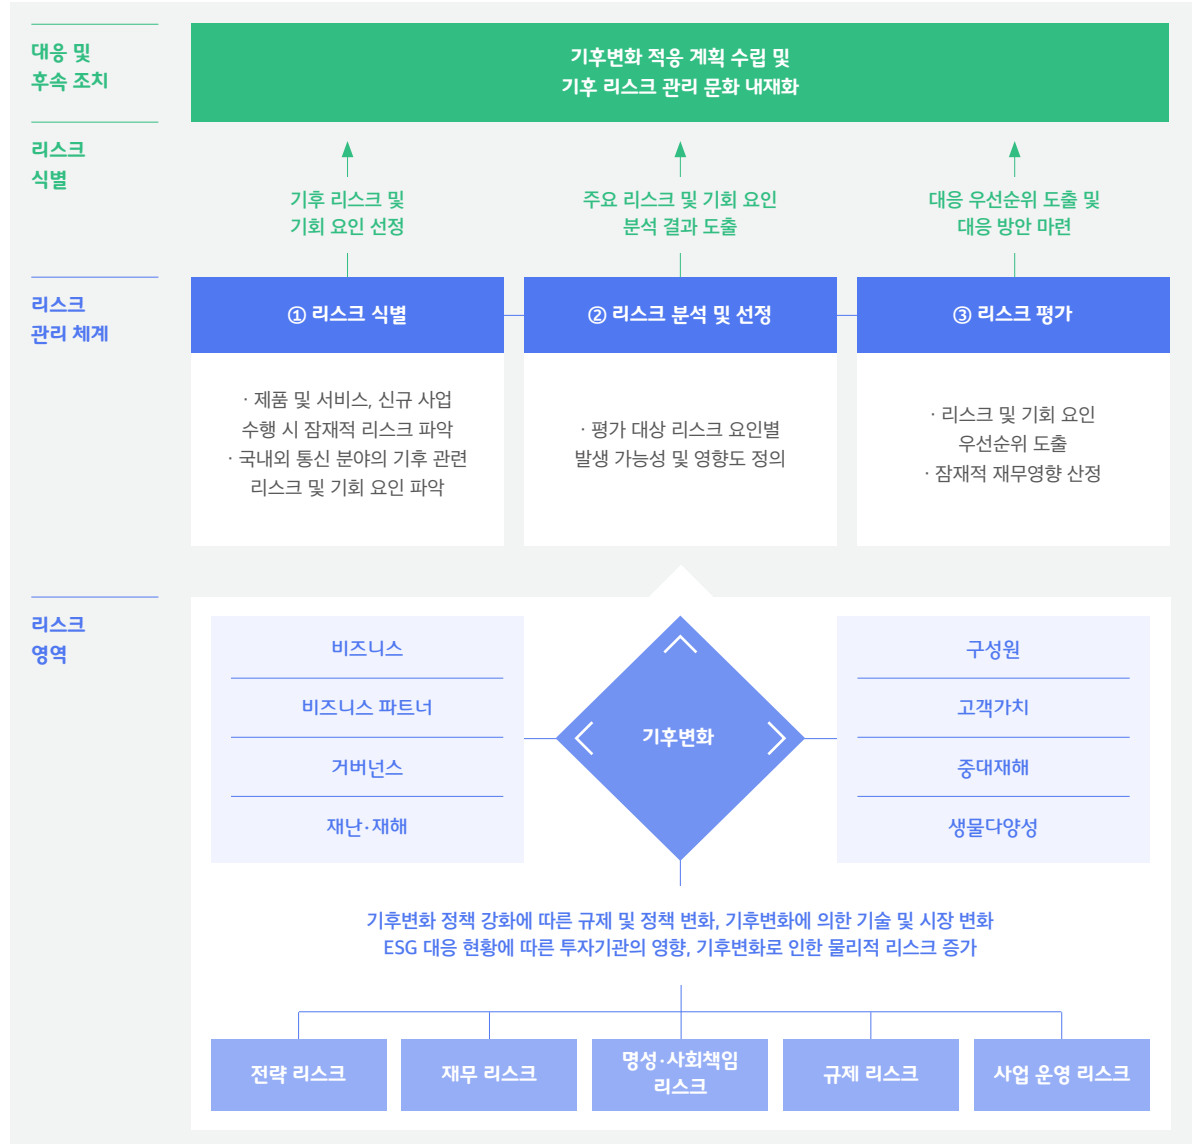 대응 및
후속 조치
기후변화 적응 계획 수립 및
기후 리스크 관리 문화 내재화
리스크
식별
기후 리스크 및
기회 요인 선정
주요 리스크 및 기회 요인
분석 결과 도출
대응 우선순위 도출 및
대응 방안 마련
리스크
관리 체계
① 리스크 식별
② 리스크 분석 및 선정
③ 리스크 평가
· 제품 및 서비스, 신규 사업
수행 시 잠재적 리스크 파악
· 국내외 통신 분야의 기후 관련
리스크 및 기회 요인 파악
· 평가 대상 리스크 요인별
발생 가능성 및 영향도 정의
· 리스크 및 기회 요인
우선순위 도출
· 잠재적 재무영향 산정
리스크
영역
비즈니스
비즈니스 파트너
거버넌스
재난·재해
기후변화
구성원
고객가치
중대재해
생물다양성
기후변화 정책 강화에 따른 규제 및 정책 변화, 기후변화에 의한 기술 및 시장 변화
ESG 대응 현황에 따른 투자기관의 영향, 기후변화로 인한 물리적 리스크 증가
전략 리스크
재무 리스크
명성·사회책임
리스크
규제 리스크
사업 운영 리스크